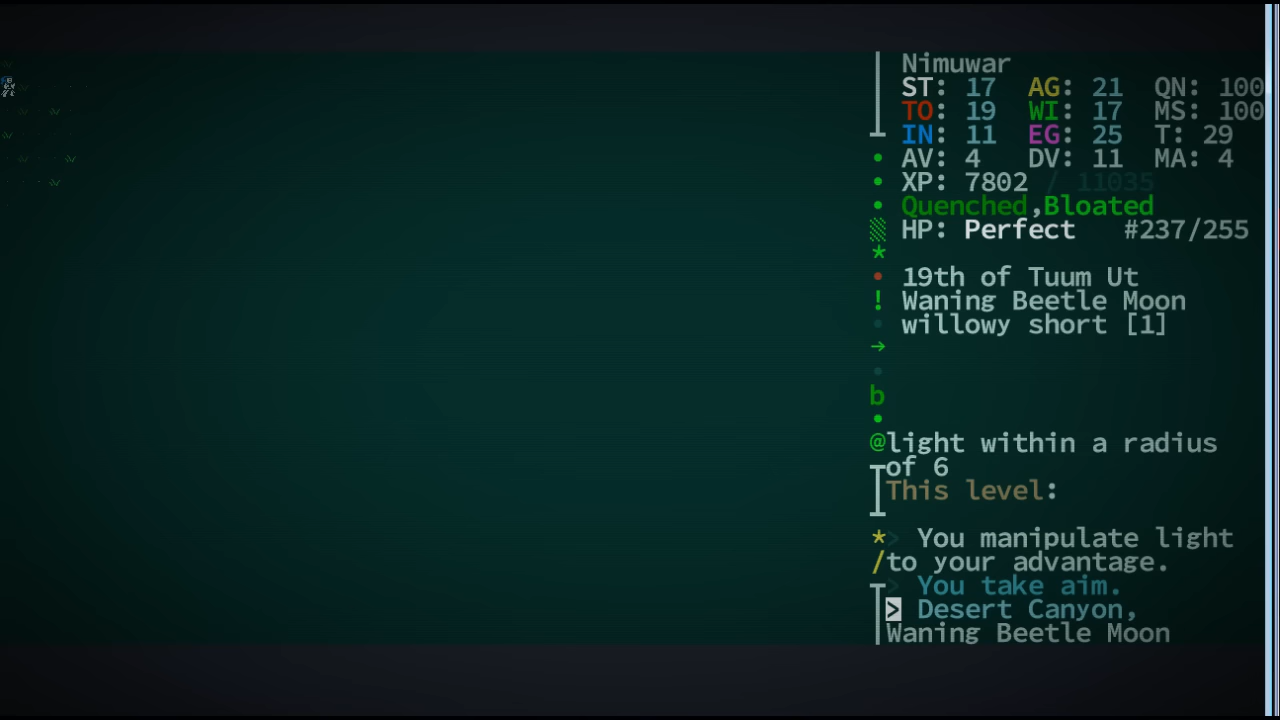 Nimuwar
ST: 17 AG: 21 QN: 100
TO: 19 WI: 17 MS: 100
IN: 11 EG: 25 T: 29
AV: 4 DV: 11 MA: 4
XP: 7802 / 11035
Quenched,Bloated
HP: Perfect #237/255
*
19th of Tuum Ut
! Waning Beetle Moon
willowy short [1]
→
b
@light within a radius
of 6
This level:
*> You manipulate light
/to your advantage.
> You take aim.
> Desert Canyon,
Waning Beetle Moon